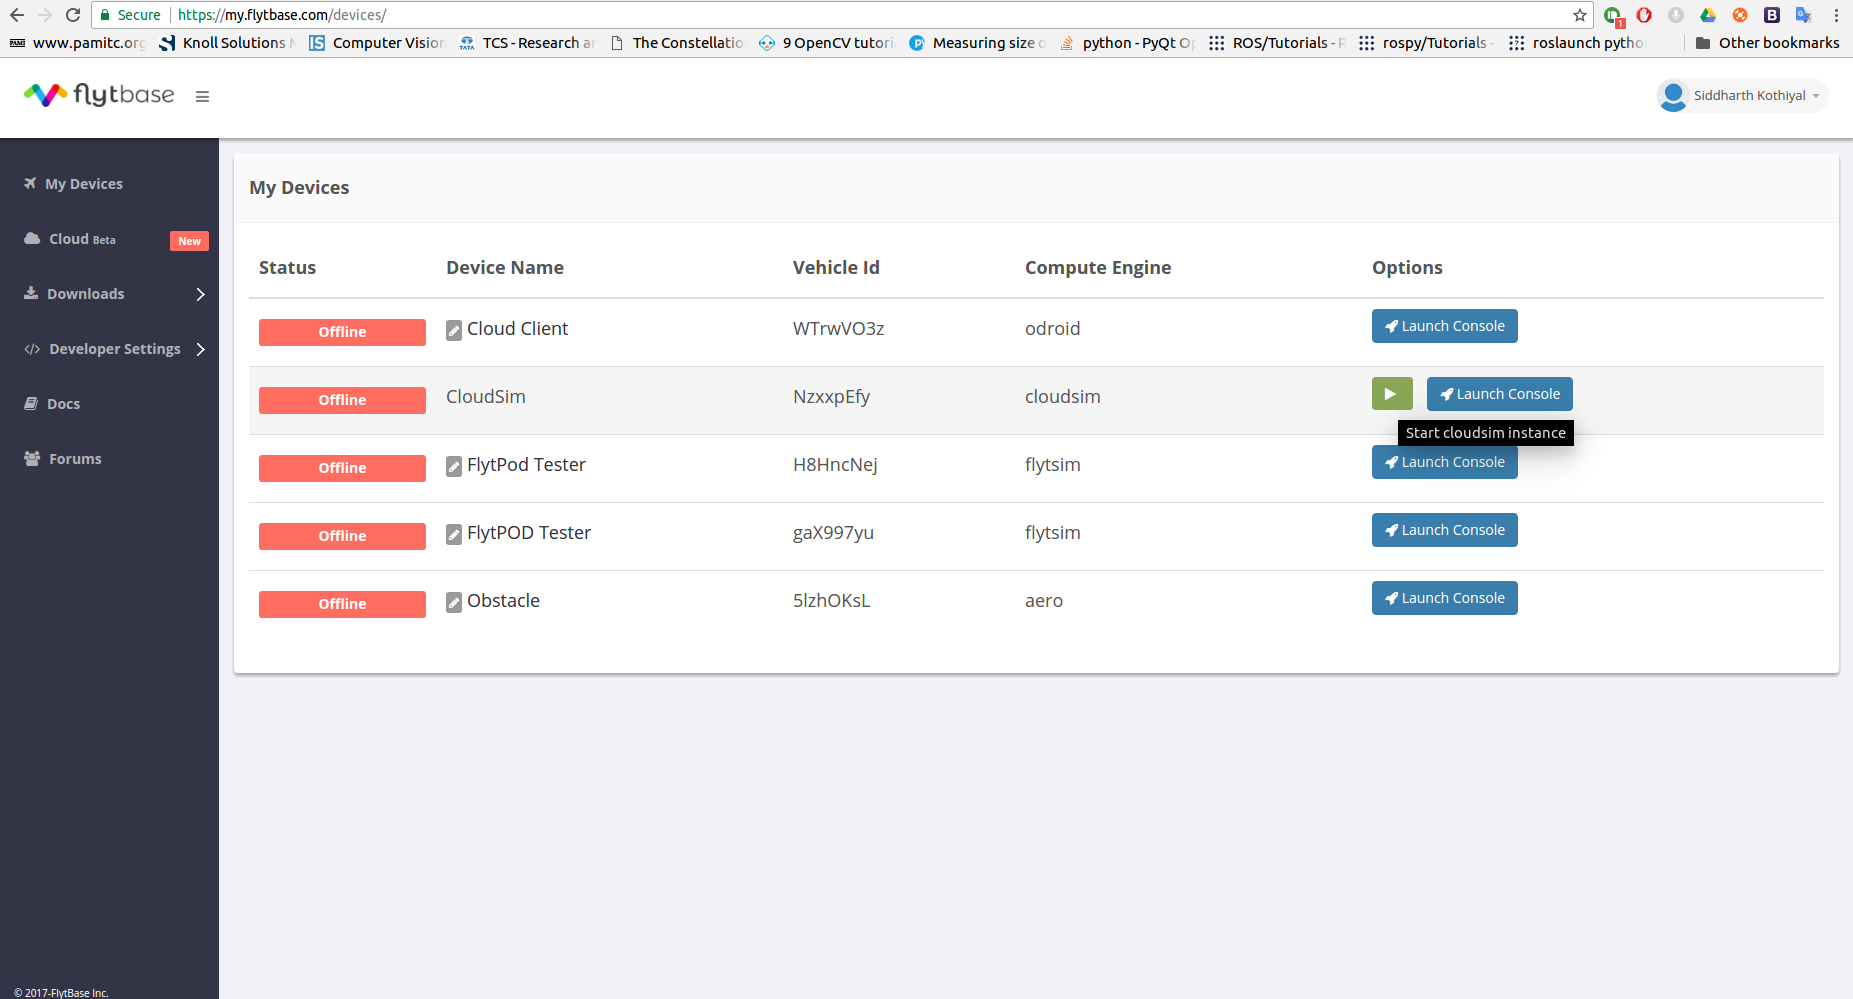 Secure https://my.flytbase.com/devices/
www.pamitc.org Knoll Solutions Computer Vision TCS - Research a The Constellatio 9 OpenCV tutori Measuring size o python - PyQt Op ROS/Tutorials - R rospy/Tutorials - roslaunch pytho Other bookmarks
flytbase
Siddharth Kothiyal
My Devices
Cloud Beta New
Downloads
Developer Settings
Docs
Forums
My Devices
Status Device Name Vehicle Id Compute Engine Options
Offline Cloud Client WTrwVO3z odroid Launch Console
Offline CloudSim NzxxpEfy cloudsim Launch Console
Start cloudsim instance
Offline FlytPod Tester H8HncNej flytsim Launch Console
Offline FlytPOD Tester gaX997yu flytsim Launch Console
Offline Obstacle 5lzhOKsL aero Launch Console
© 2017-FlytBase Inc.